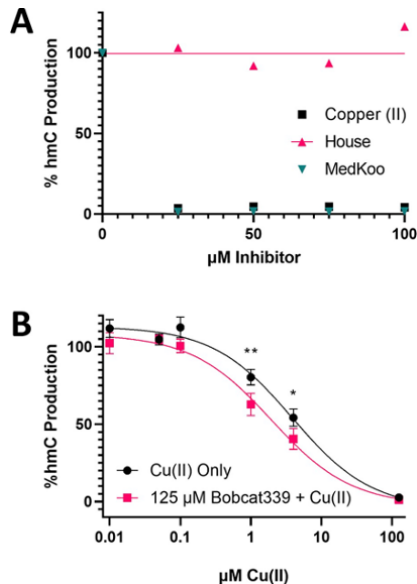 A
% hmC Production
100
50
0
Copper (II)
House
MedKoo
0
50
100
µM Inhibitor
B
%hmC Production
100
50
0
**
*
Cu(II) Only
125 µM Bobcat339 + Cu(II)
0.01
0.1
1
10
100
µM Cu(II)